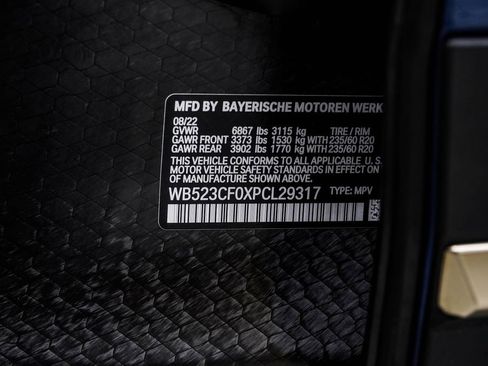 MFD BY BAYERISCHE MOTOREN WERK
08/22
GVWR 6867 lbs 3115 kg TIRE / RIM
GAWR FRONT 3373 lbs 1530 kg WITH 235/60 R20
GAWR REAR 3902 lbs 1770 kg WITH 235/60 R20
THIS VEHICLE CONFORMS TO ALL APPLICABLE U. S.
MOTOR VEHICLE SAFETY STANDARDS IN EFFECT ON
OF MANUFACTURE SHOWN ABOVE.
WB523CF0XPCL29317 TYPE: MPV